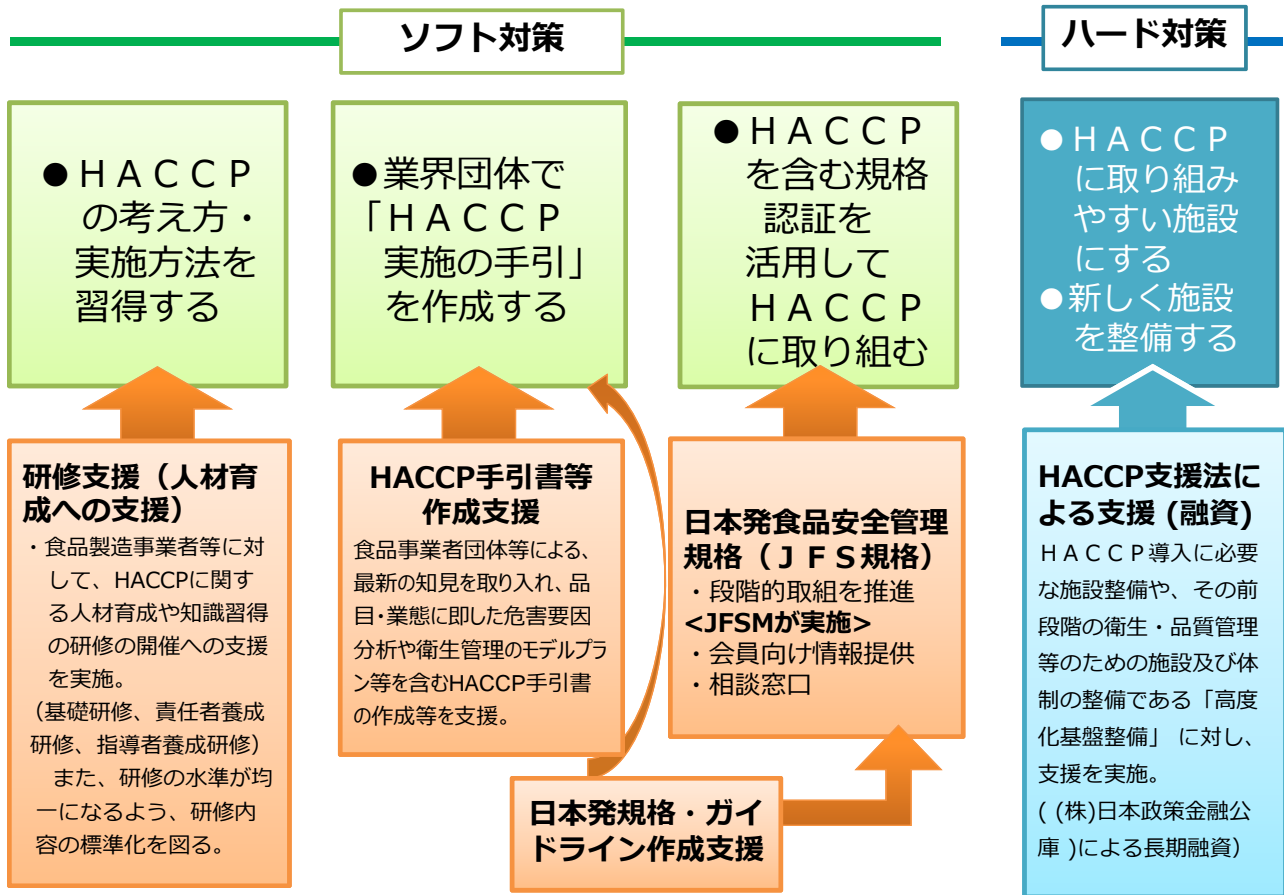 ソフト対策
ハード対策
●ＨＡＣＣＰ
の考え方・
実施方法を
習得する
●業界団体で
「ＨＡＣＣＰ
実施の手引」
を作成する
●ＨＡＣＣＰ
を含む規格
認証を
活用して
ＨＡＣＣＰ
に取り組む
●ＨＡＣＣＰ
に取り組み
やすい施設
にする
●新しく施設
を整備する
研修支援（人材育
成への支援）
・食品製造事業者等に対
して、HACCPに関す
る人材育成や知識習得
の研修の開催への支援
を実施。
（基礎研修、責任者養成
研修、指導者養成研修）
また、研修の水準が均
一になるよう、研修内
容の標準化を図る。
HACCP手引書等
作成支援
食品事業者団体等による、
最新の知見を取り入れ、品
目・業態に即した危害要因
分析や衛生管理のモデルプラ
ン等を含むHACCP手引書
の作成等を支援。
日本発食品安全管理
規格（ＪＦＳ規格）
・段階的取組を推進
<JFSMが実施>
・会員向け情報提供
・相談窓口
日本発規格・ガイ
ドライン作成支援
HACCP支援法に
よる支援 (融資)
ＨＡＣＣＰ導入に必要
な施設整備や、その前
段階の衛生・品質管理
等のための施設及び体
制の整備である「高度
化基盤整備」 に対し、
支援を実施。
( (株)日本政策金融公
庫 )による長期融資）